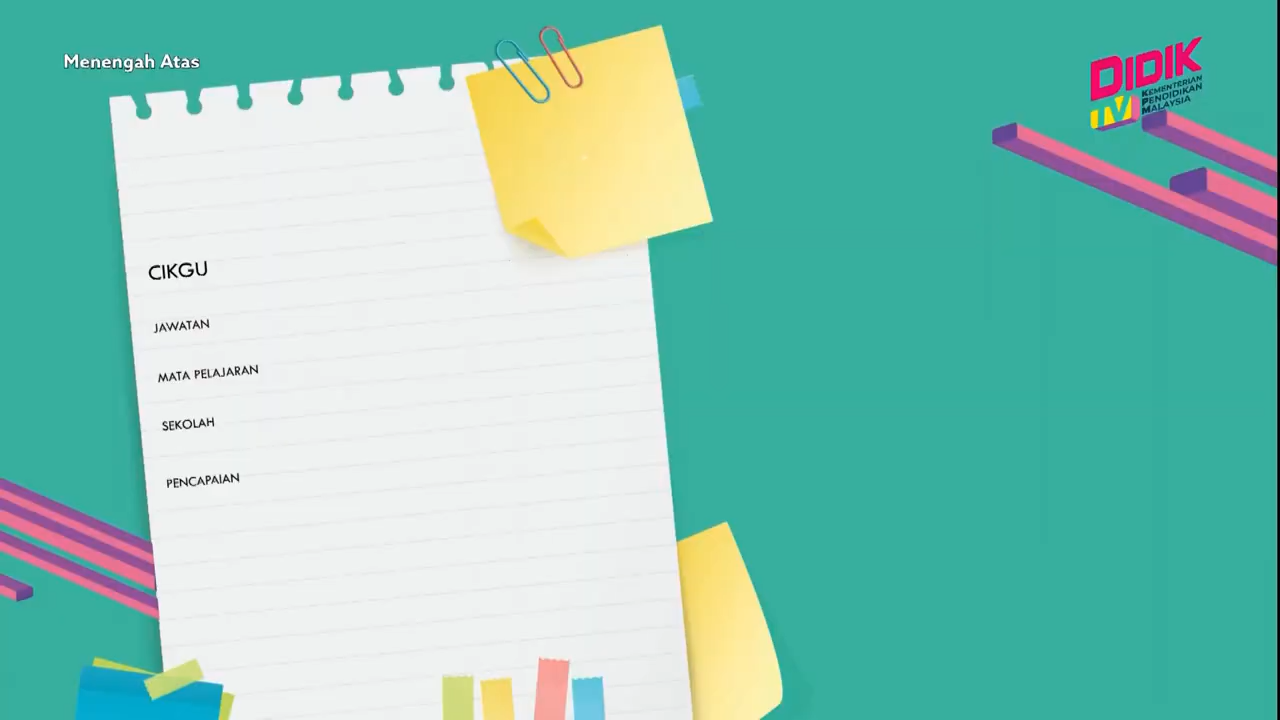 Menengah Atas
DIDIK
TV
KEMENTERIAN
PENDIDIKAN
MALAYSIA
CIKGU
JAWATAN
MATA PELAJARAN
SEKOLAH
PENCAPAIAN